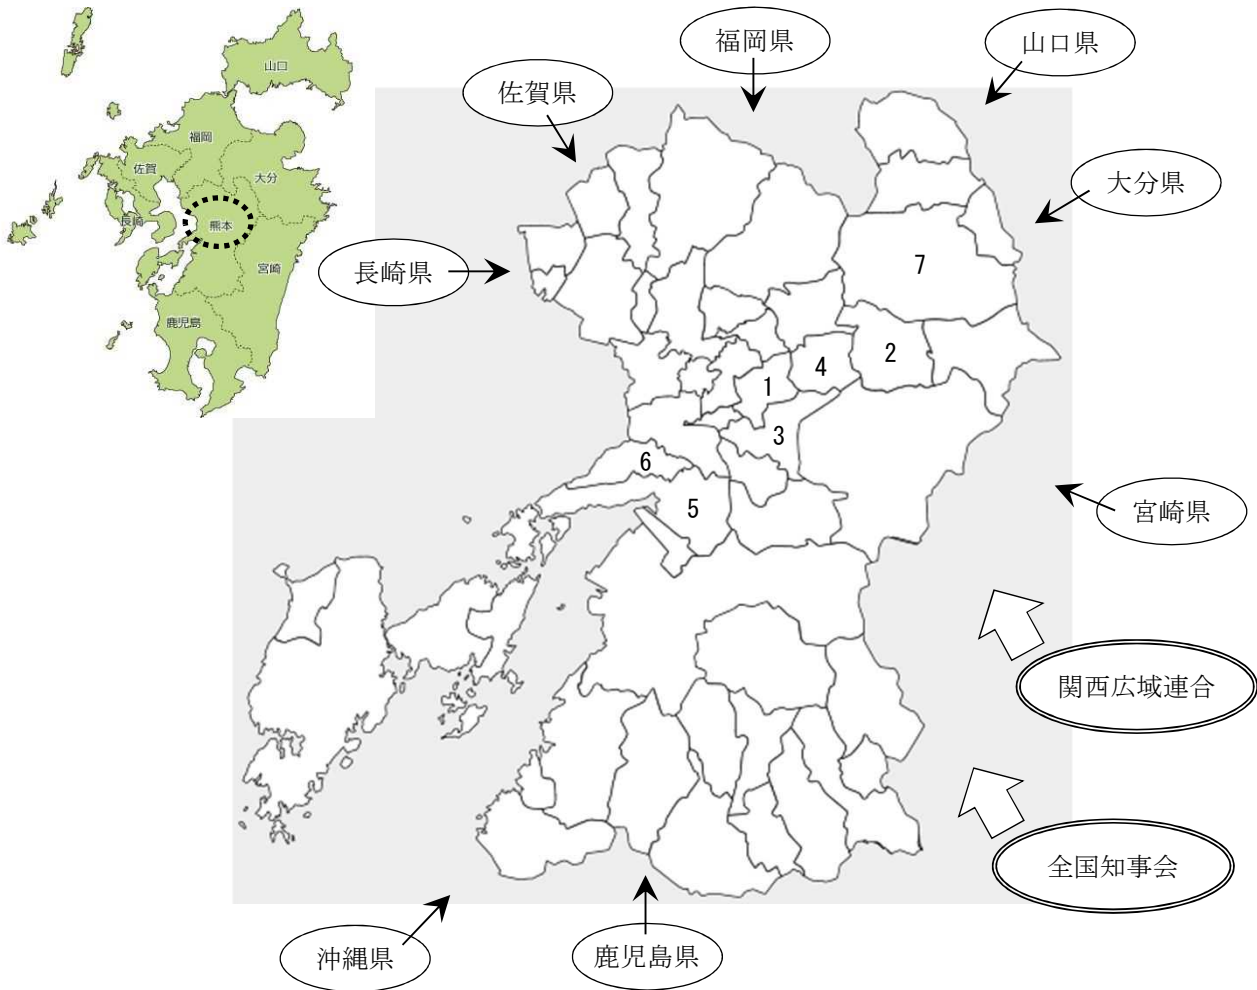 山口
福岡
佐賀
大分
長崎
熊本
宮崎
鹿児島
福岡県
山口県
佐賀県
大分県
長崎県
宮崎県
関西広域連合
全国知事会
沖縄県
鹿児島県
7
2
4
1
3
6
5